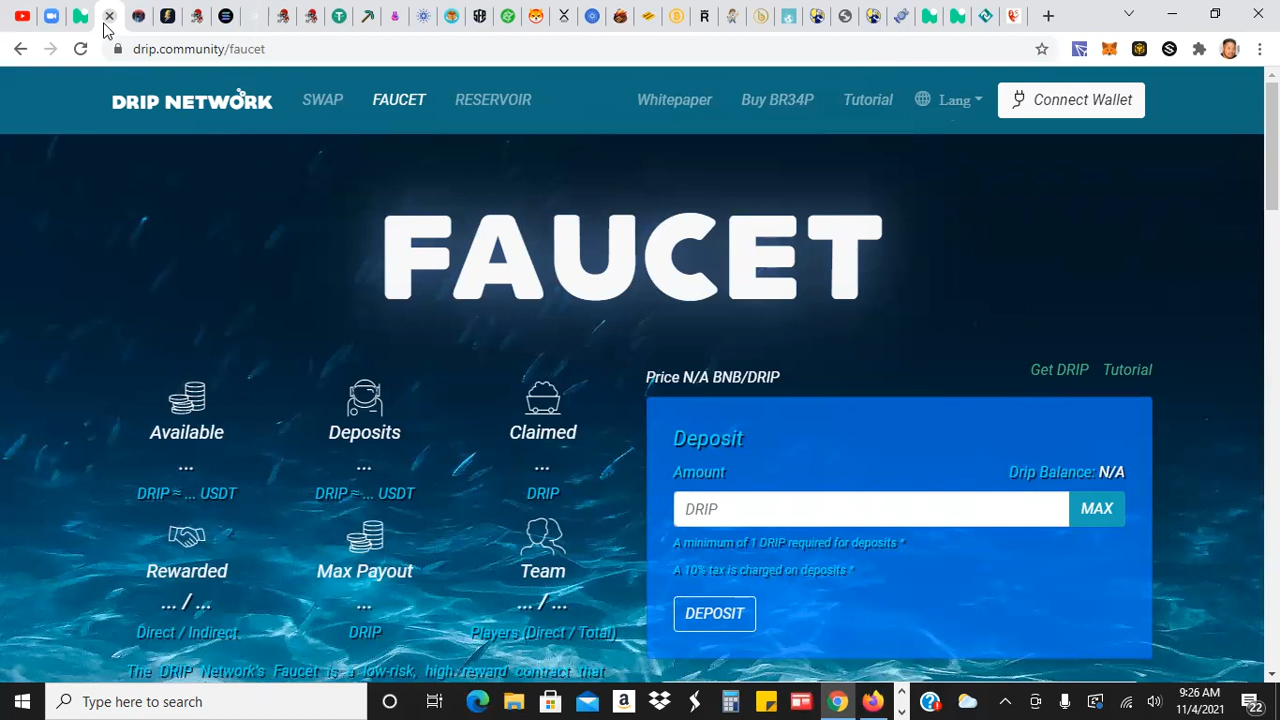 drip.community/faucet
DRIP NETWORK SWAP FAUCET RESERVOIR Whitepaper Buy BR34P Tutorial Lang Connect Wallet
FAUCET
Price N/A BNB/DRIP Get DRIP Tutorial
Available Deposits Claimed
... ... ...
DRIP ≈ ... USDT DRIP ≈ ... USDT DRIP
Rewarded Max Payout Team
... / ... ... ... / ...
Direct / Indirect DRIP Players (Direct / Total)
The DRIP Network's Faucet is a low-risk, high reward contract that
Deposit
Amount Drip Balance: N/A
DRIP MAX
A minimum of 1 DRIP required for deposits *
A 10% tax is charged on deposits *
DEPOSIT
Type here to search
9:26 AM
11/4/2021
22